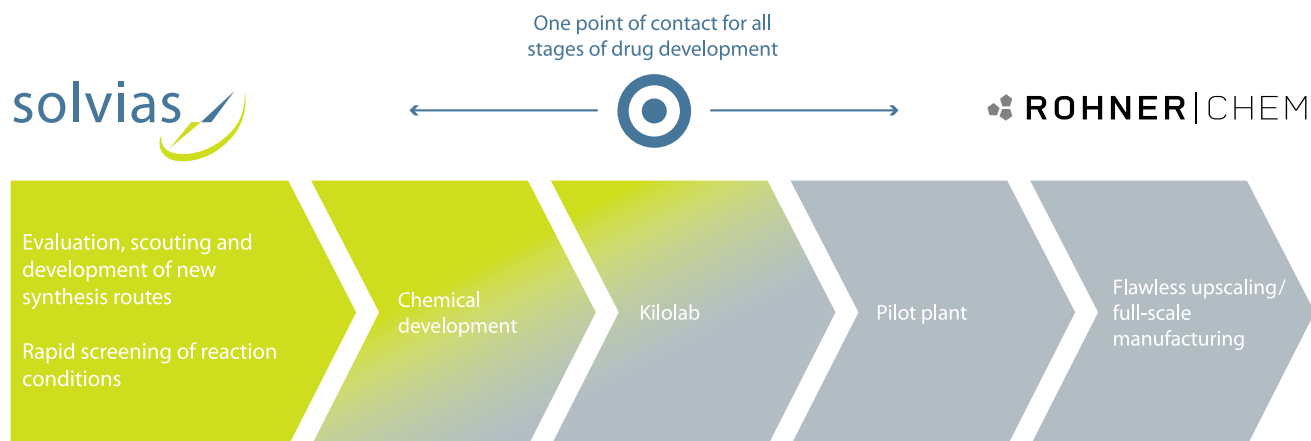 One point of contact for all
stages of drug development
solvias
ROHNER|CHEM
Evaluation, scouting and
development of new
synthesis routes
Rapid screening of reaction
conditions
Chemical
development
Kilolab
Pilot plant
Flawless upscaling/
full-scale
manufacturing